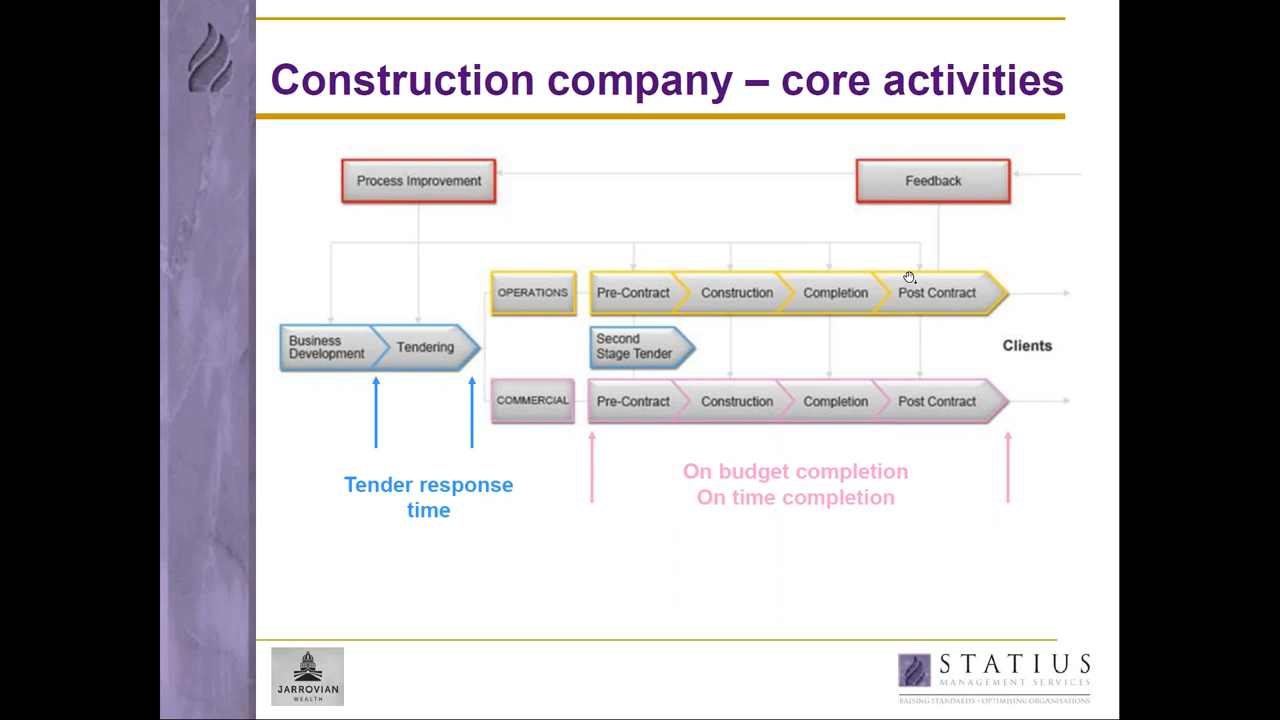 Construction company – core activities
Process Improvement
Feedback
OPERATIONS
Pre-Contract
Construction
Completion
Post Contract
Business
Development
Tendering
Second
Stage Tender
Clients
COMMERCIAL
Pre-Contract
Construction
Completion
Post Contract
Tender response
time
On budget completion
On time completion
JARROVIAN
WEALTH
STATIUS
MANAGEMENT SERVICES
RAISING STANDARDS • OPTIMISING ORGANISATIONS